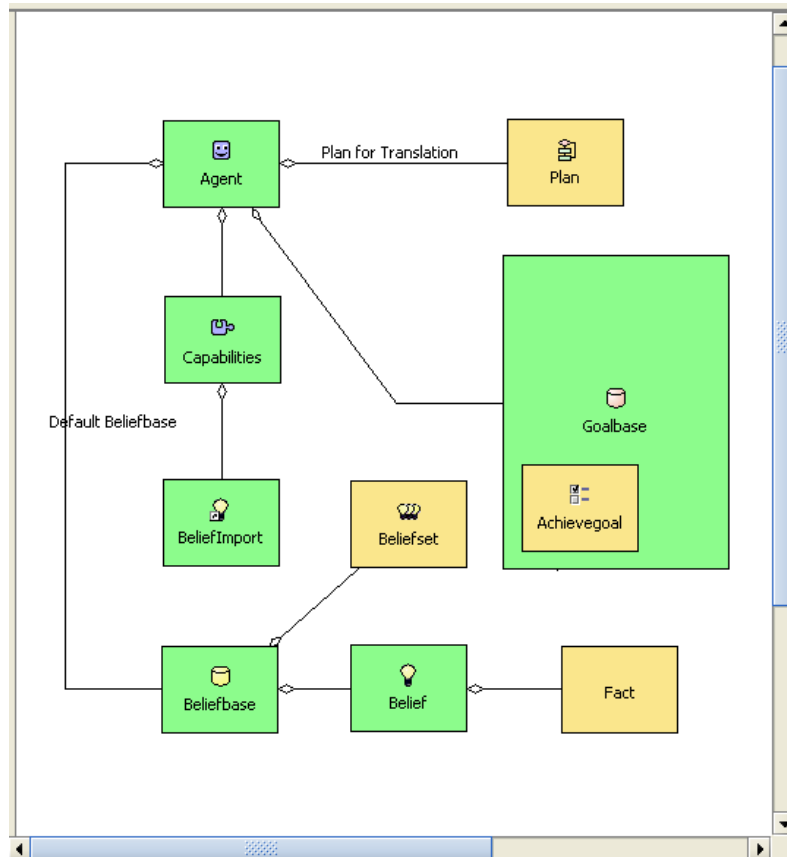 Plan for Translation
Agent
Plan
Capabilities
Default Beliefbase
Goalbase
BeliefImport
Beliefset
Achievegoal
Beliefbase
Belief
Fact